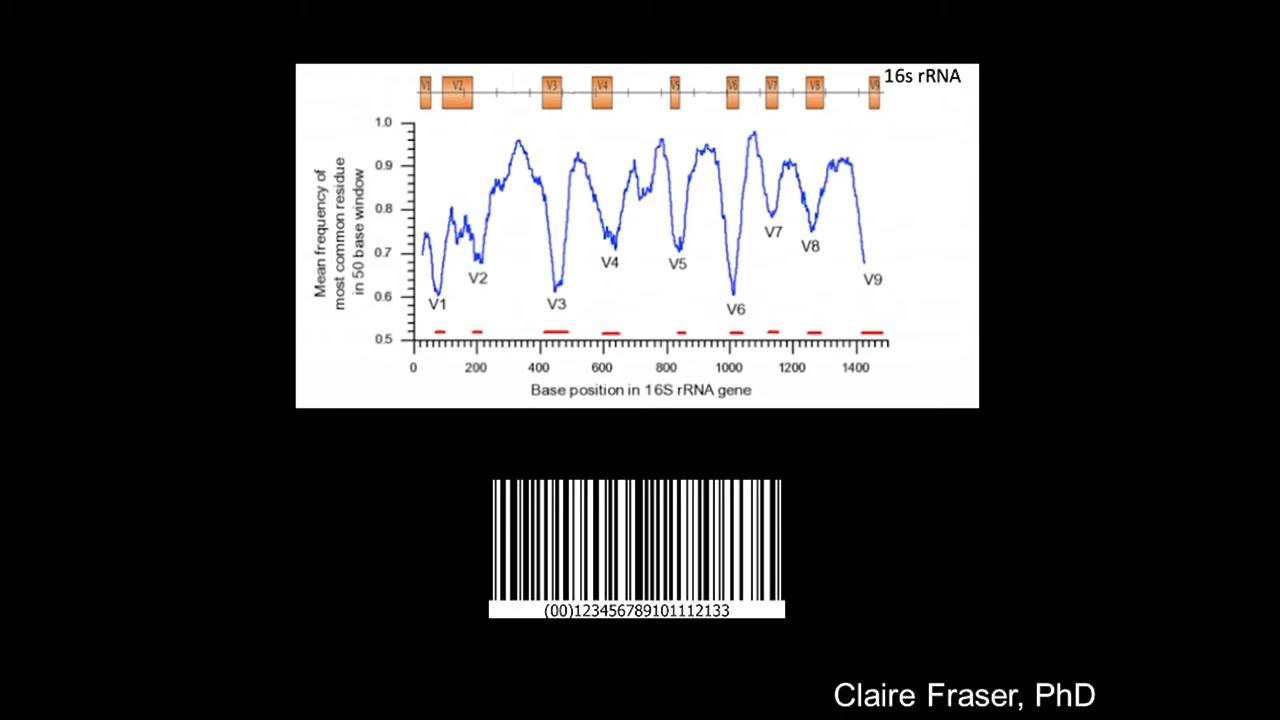 V1 V2 V3 V4 V5 V6 V7 V8 V9
16s rRNA
Mean frequency of
most common residue
in 50 base window
1.0
0.9
0.8
0.7
0.6
0.5
V1
V2
V3
V4
V5
V6
V7
V8
V9
0 200 400 600 800 1000 1200 1400
Base position in 16S rRNA gene
(00)123456789101112133
Claire Fraser, PhD